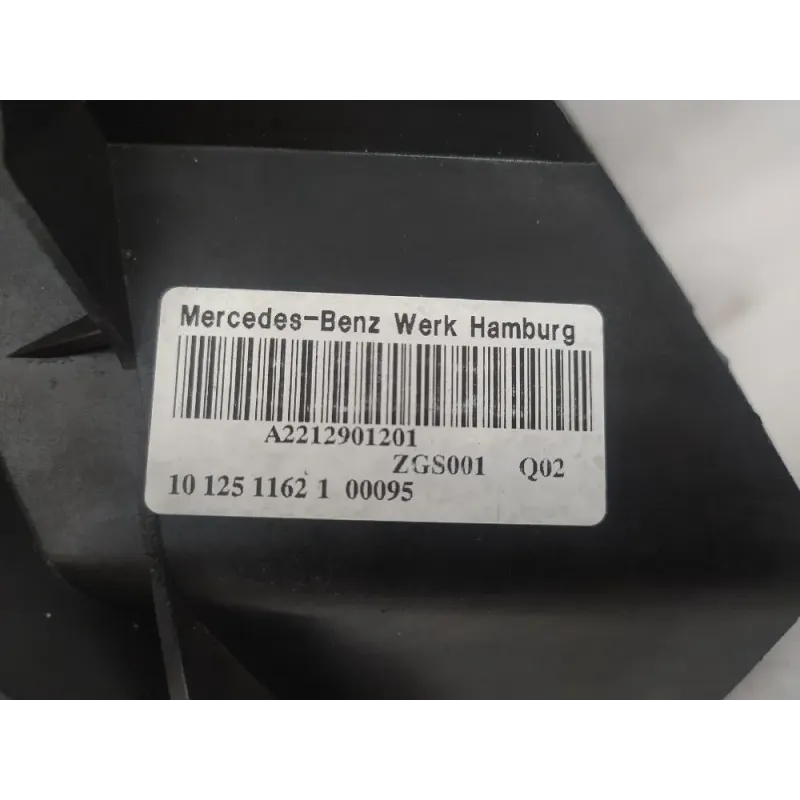 Mercedes-Benz Werk Hamburg
A2212901201
ZGS001 Q02
10 125 1162 1 00095